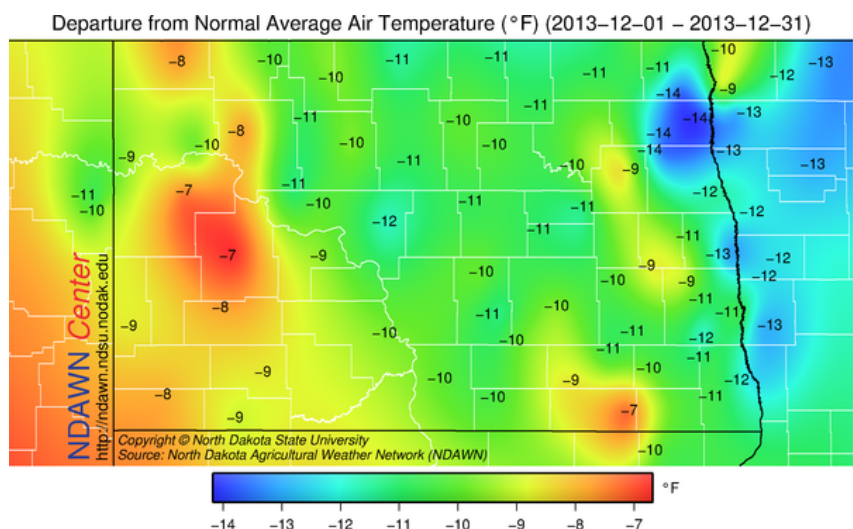 Departure from Normal Average Air Temperature (°F) (2013-12-01 - 2013-12-31)
-8 -10 -10 -11 -11 -11 -11 -10 -12 -13
-9
-14 -13
-11 -8 -10 -11 -14 -14
-10 -10 -10 -14 -13
-9 -11 -10 -9 -13
-11 -7 -11 -12
-10 -10 -12 -11 -11 -12
-11
-7 -9 -9 -13 -12
-10 -10 -9 -12
-8 -10 -11 -11
-9 -10 -11 -11 -12 -13
-10 -11 -11
-9 -10 -9 -10 -12
-8 -10 -11
-9 -7
-10
NDAWN Center
http://ndawn.ndsu.nodak.edu
Copyright © North Dakota State University
Source: North Dakota Agricultural Weather Network (NDAWN)
°F
-14 -13 -12 -11 -10 -9 -8 -7